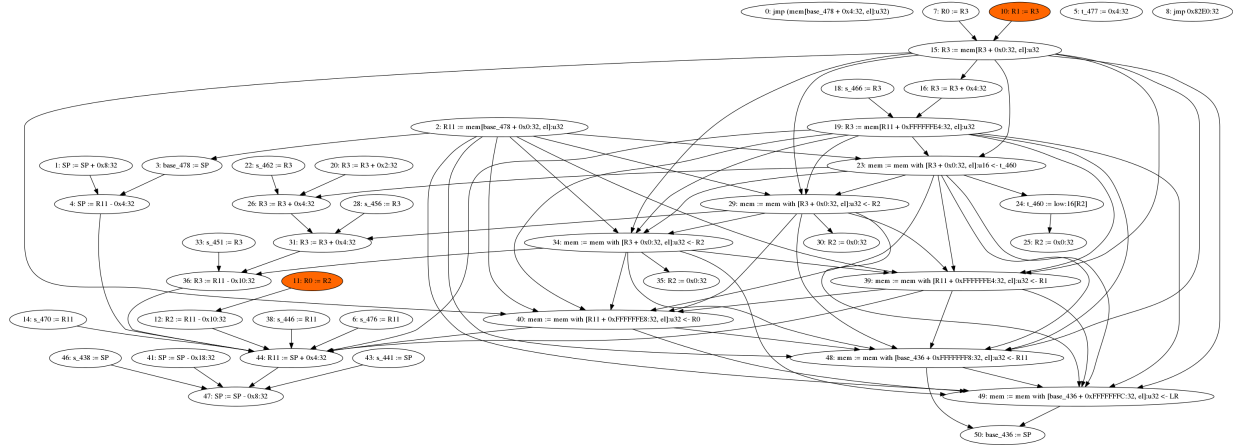 0: jmp (mem[base_478 + 0x4:32, el]:u32)
7: R0 := R3
10: R1 := R3
5: t_477 := 0x4:32
8: jmp 0x82E0:32
15: R3 := mem[R3 + 0x0:32, el]:u32
18: s_466 := R3
16: R3 := R3 + 0x4:32
2: R11 := mem[base_478 + 0x0:32, el]:u32
19: R3 := mem[R11 + 0xFFFFFFE4:32, el]:u32
1: SP := SP + 0x8:32
3: base_478 := SP
22: s_462 := R3
20: R3 := R3 + 0x2:32
23: mem := mem with [R3 + 0x0:32, el]:u16 <- t_460
4: SP := R11 - 0x4:32
26: R3 := R3 + 0x4:32
28: s_456 := R3
29: mem := mem with [R3 + 0x0:32, el]:u32 <- R2
24: t_460 := low:16[R2]
33: s_451 := R3
31: R3 := R3 + 0x4:32
34: mem := mem with [R3 + 0x0:32, el]:u32 <- R2
30: R2 := 0x0:32
25: R2 := 0x0:32
36: R3 := R11 - 0x10:32
11: R0 := R2
35: R2 := 0x0:32
39: mem := mem with [R11 + 0xFFFFFFE4:32, el]:u32 <- R1
14: s_470 := R11
12: R2 := R11 - 0x10:32
38: s_446 := R11
6: s_476 := R11
40: mem := mem with [R11 + 0xFFFFFFE8:32, el]:u32 <- R0
46: s_438 := SP
41: SP := SP - 0x18:32
44: R11 := SP + 0x4:32
43: s_441 := SP
48: mem := mem with [base_436 + 0xFFFFFFF8:32, el]:u32 <- R11
47: SP := SP - 0x8:32
49: mem := mem with [base_436 + 0xFFFFFFFC:32, el]:u32 <- LR
50: base_436 := SP